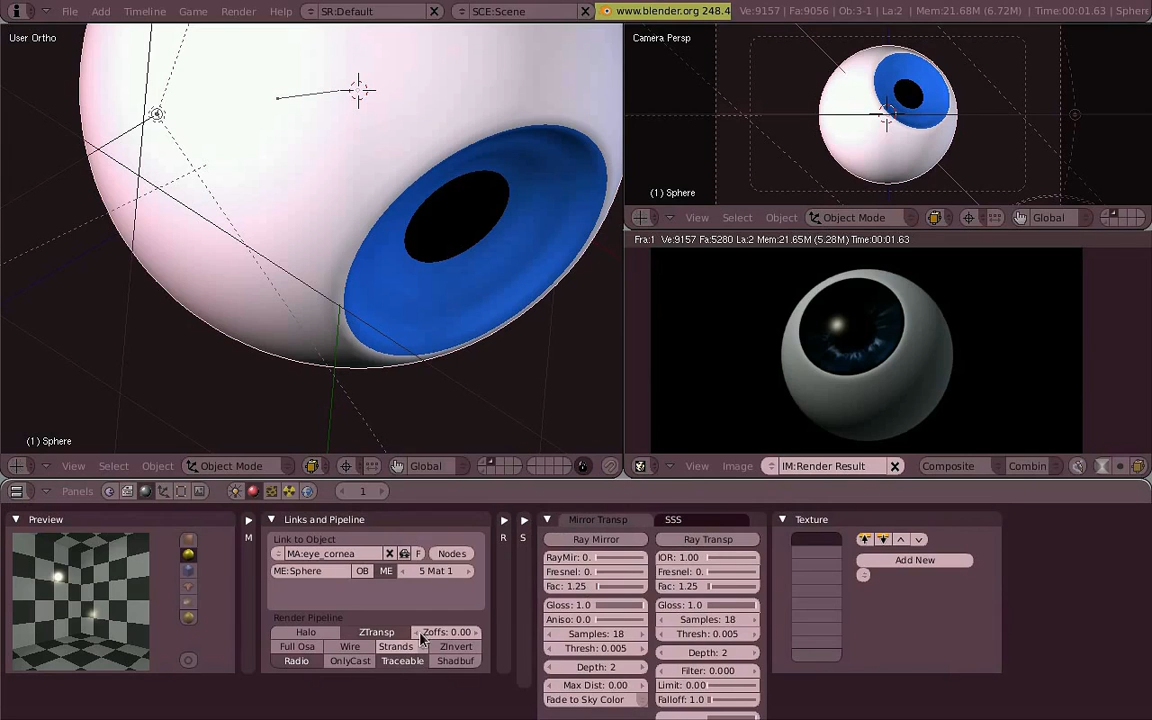 File Add Timeline Game Render Help SR:Default SCE:Scene www.blender.org 248.4 Ve:9157 | Fa:9056 | Ob:3-1 | La:2 | Mem:21.68M (6.72M) | Time:00:01.63 | Sphere
User Ortho
(1) Sphere
View Select Object Object Mode Global
Camera Persp
(1) Sphere
View Select Object Object Mode Global
Fra:1 Ve:9157 Fa:5280 La:2 Mem:21.65M (5.28M) Time:00:01.63
View Image IM:Render Result Composite Combin
Panels 1
Preview
M
Links and Pipeline
Link to Object
MA:eye_cornea F Nodes
ME:Sphere OB ME 5 Mat 1
Render Pipeline
Halo ZTransp Zoffs: 0.00
Full Osa Wire Strands ZInvert
Radio OnlyCast Traceable Shadbuf
R
S
Mirror Transp SSS
Ray Mirror
RayMir: 0.
Fresnel: 0.
Fac: 1.25
Gloss: 1.0
Aniso: 0.0
Samples: 18
Thresh: 0.005
Depth: 2
Max Dist: 0.00
Fade to Sky Color
Ray Transp
IOR: 1.00
Fresnel: 0.
Fac: 1.25
Gloss: 1.0
Samples: 18
Thresh: 0.005
Depth: 2
Filter: 0.000
Limit: 0.00
Falloff: 1.0
Texture
Add New